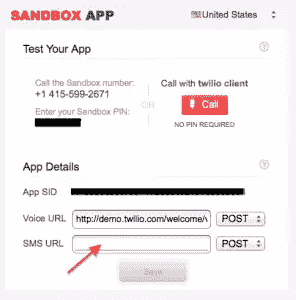 SANDBOX APP
United States
Test Your App
Call the Sandbox number:
+1 415-599-2671
Enter your Sandbox PIN:
OR
Call with twilio client
Call
NO PIN REQUIRED
App Details
App SID
Voice URL http://demo.twilio.com/welcome/v POST
SMS URL POST
Save